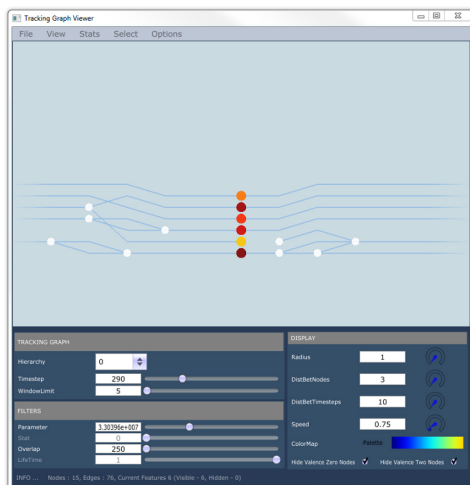 Tracking Graph Viewer
File View Stats Select Options
TRACKING GRAPH
Hierarchy 0
Timestep 290
WindowLimit 5
FILTERS
Parameter 3.30396e+007
Stat 0
Overlap 250
LifeTime 1
DISPLAY
Radius 1
DistBetNodes 3
DistBetTimesteps 10
Speed 0.75
ColorMap Palette
Hide Valence Zero Nodes Hide Valence Two Nodes
INFO ... Nodes : 15, Edges : 76, Current Features 6 (Visible - 6, Hidden - 0)